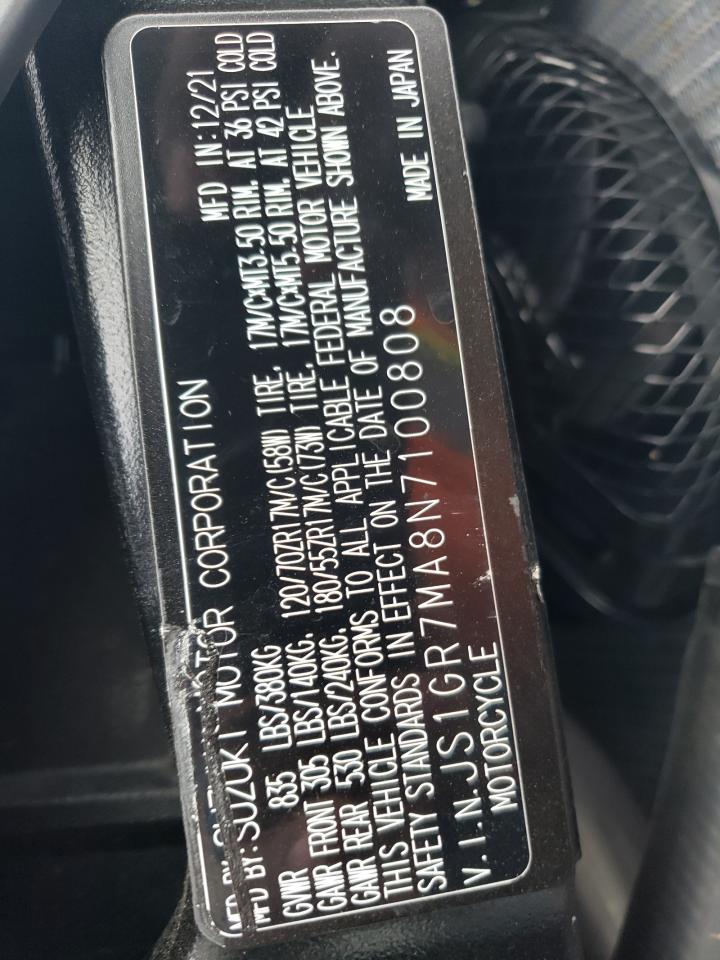 MFD BY:SUZUKI MOTOR CORPORATION MFD IN:12/21
GVWR 835 LBS/380KG
GAWR FRONT 305 LBS/140KG, 120/70ZR17M/C(58W) TIRE, 17M/C×MT3.50 RIM, AT 36 PSI COLD
GAWR REAR 530 LBS/240KG, 180/55ZR17M/C(73W) TIRE, 17M/C×MT5.50 RIM, AT 42 PSI COLD
THIS VEHICLE CONFORMS TO ALL APPLICABLE FEDERAL MOTOR VEHICLE
SAFETY STANDARDS IN EFFECT ON THE DATE OF MANUFACTURE SHOWN ABOVE.
V.I.N.JS1GR7MA8N7100808
MOTORCYCLE MADE IN JAPAN